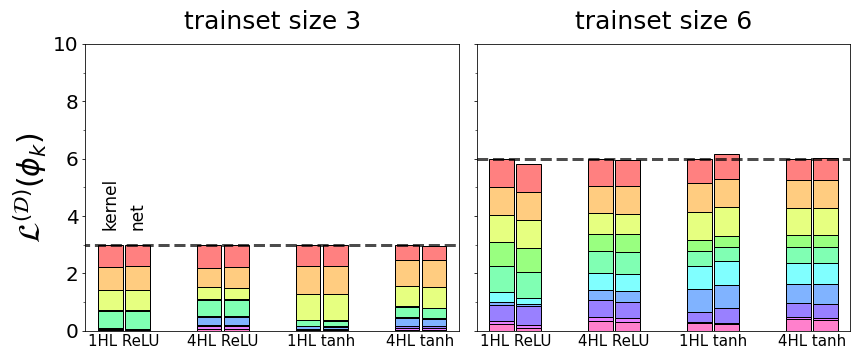 trainset size 3
trainset size 6
10
8
6
4
2
0
𝓛^(𝒟)(ϕ_k)
kernel
net
1HL ReLU 4HL ReLU 1HL tanh 4HL tanh
1HL ReLU 4HL ReLU 1HL tanh 4HL tanh